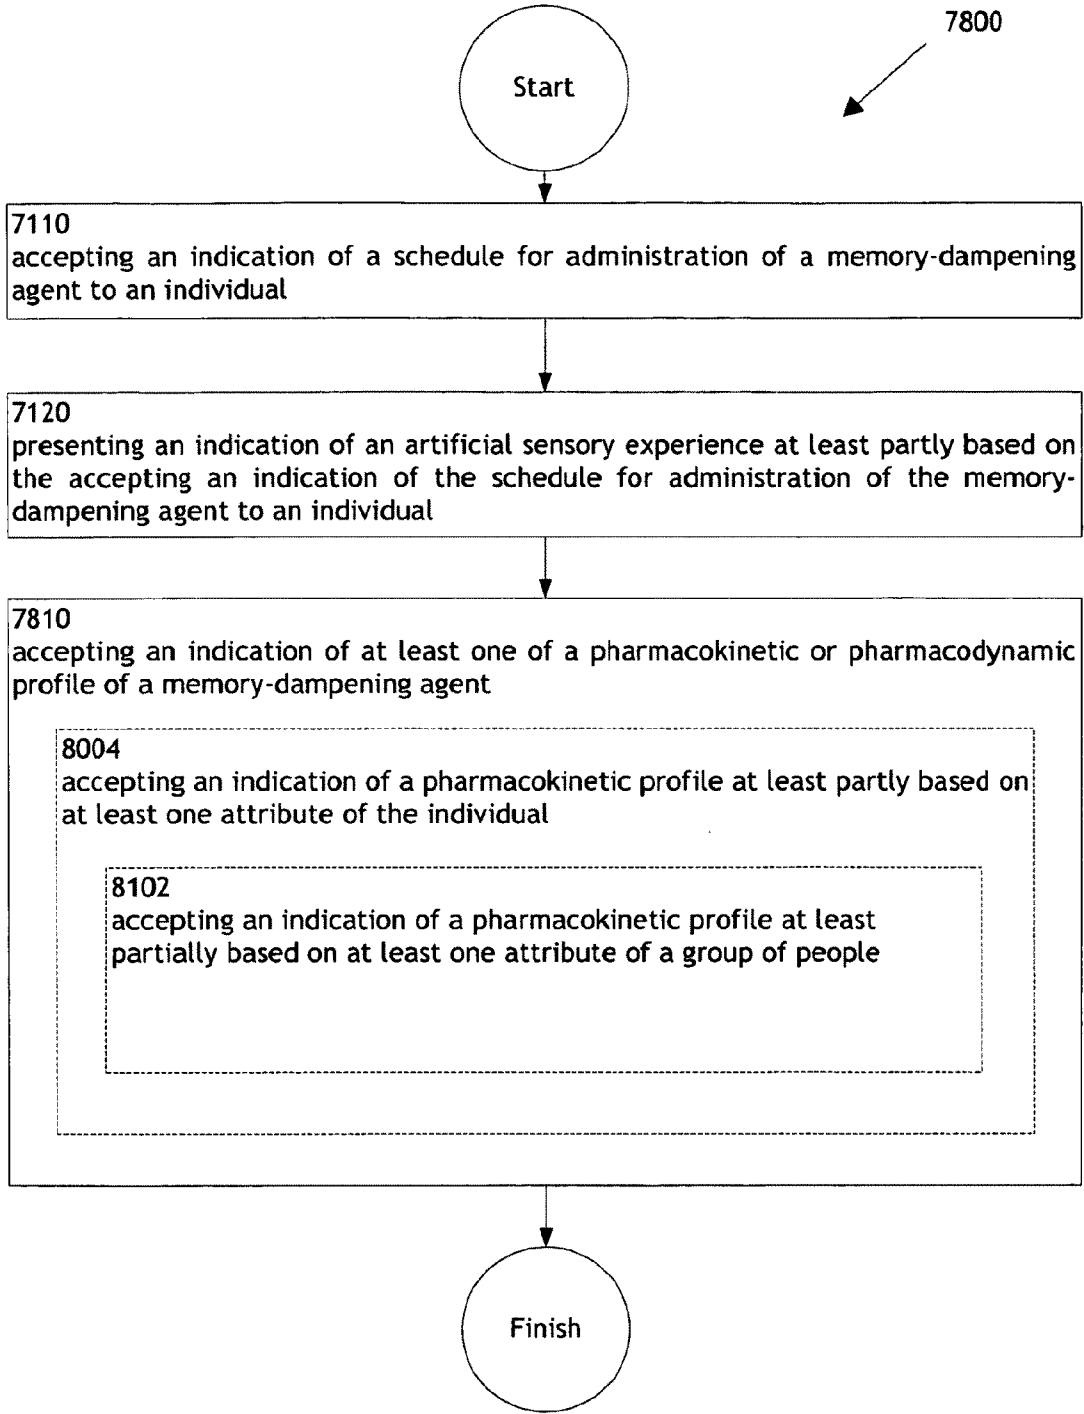 7800
Start
7110
accepting an indication of a schedule for administration of a memory-dampening
agent to an individual
7120
presenting an indication of an artificial sensory experience at least partly based on
the accepting an indication of the schedule for administration of the memory-
dampening agent to an individual
7810
accepting an indication of at least one of a pharmacokinetic or pharmacodynamic
profile of a memory-dampening agent
8004
accepting an indication of a pharmacokinetic profile at least partly based on
at least one attribute of the individual
8102
accepting an indication of a pharmacokinetic profile at least
partially based on at least one attribute of a group of people
Finish